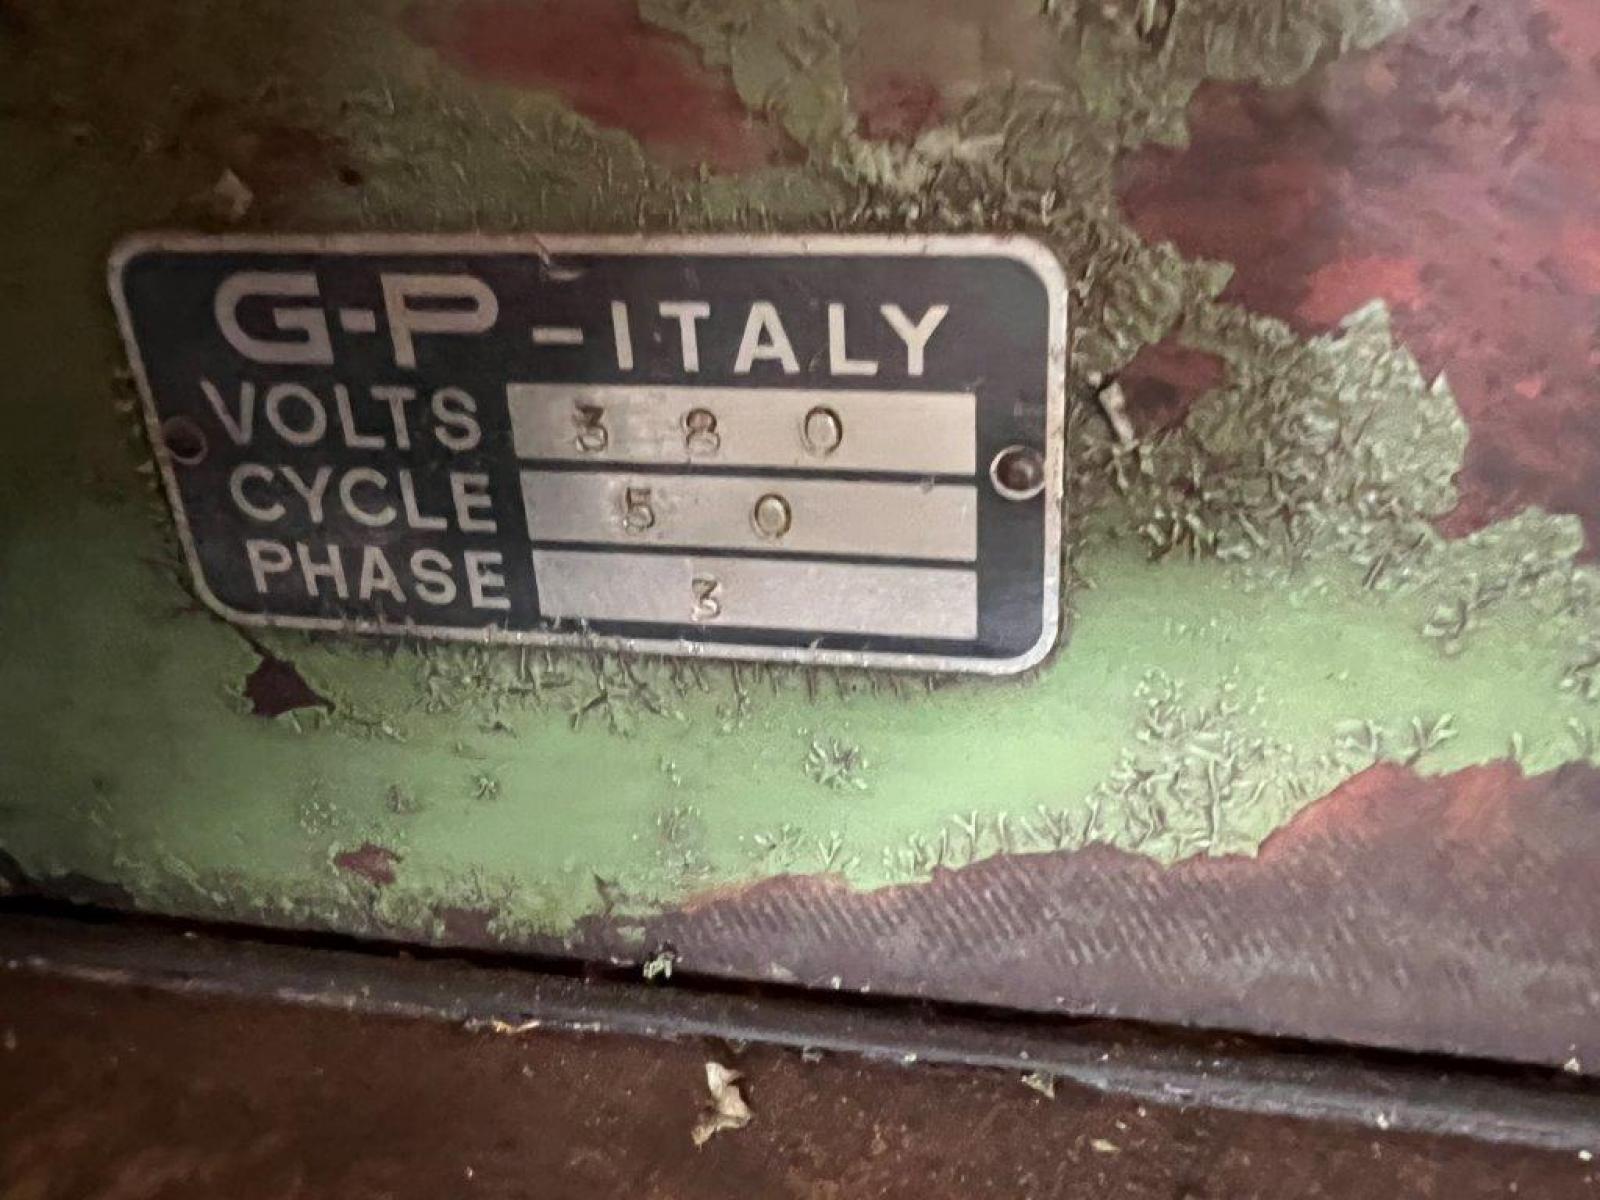 G-P - ITALY
VOLTS 380
CYCLE 50
PHASE 3